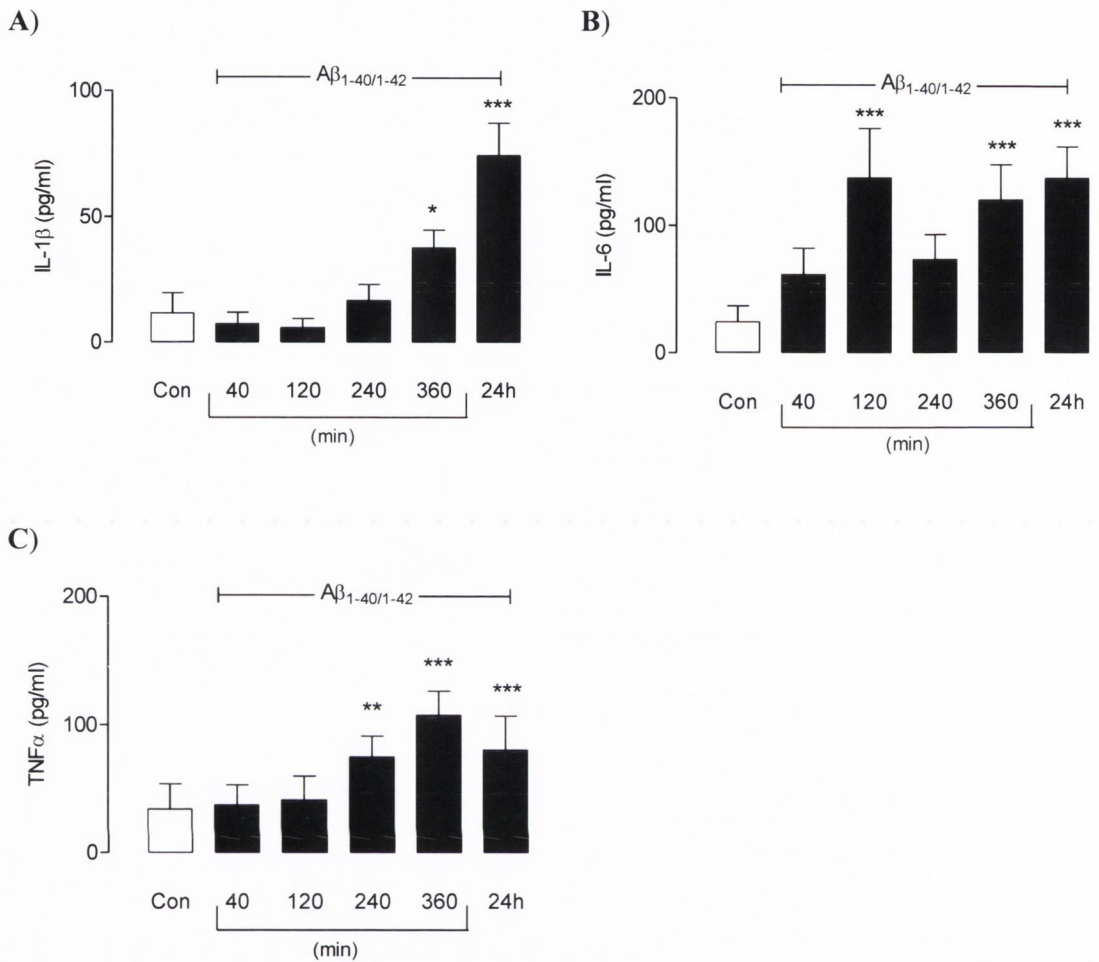 A)
Aβ1-40/1-42
100
50
0
IL-1β (pg/ml)
*
***
Con 40 120 240 360 24h
(min)
B)
Aβ1-40/1-42
200
100
0
IL-6 (pg/ml)
***
***
***
Con 40 120 240 360 24h
(min)
C)
Aβ1-40/1-42
200
100
0
TNFα (pg/ml)
**
***
***
Con 40 120 240 360 24h
(min)